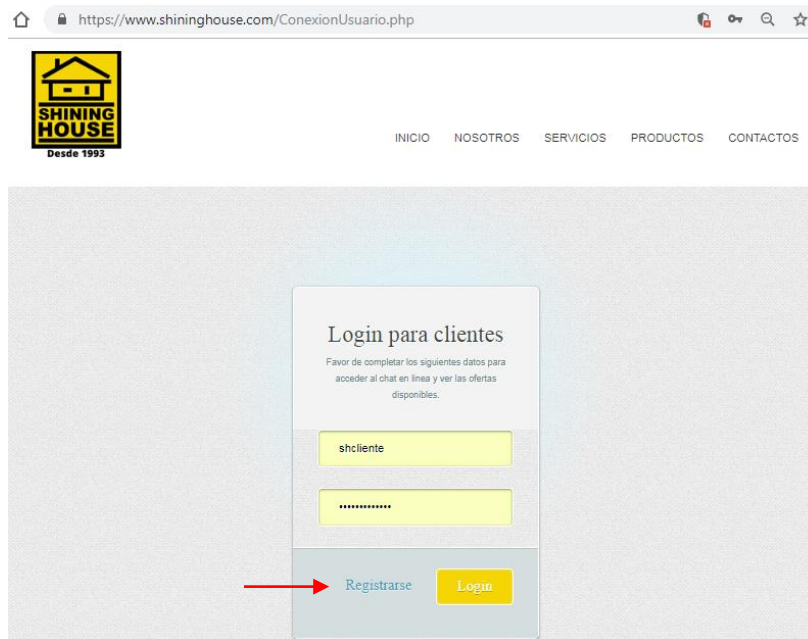 https://www.shininghouse.com/ConexionUsuario.php
SHINING
HOUSE
Desde 1993
INICIO NOSOTROS SERVICIOS PRODUCTOS CONTACTOS
Login para clientes
Favor de completar los siguientes datos para
acceder al chat en linea y ver las ofertas
disponibles.
shcliente
•••••••••••••
Registrarse Login